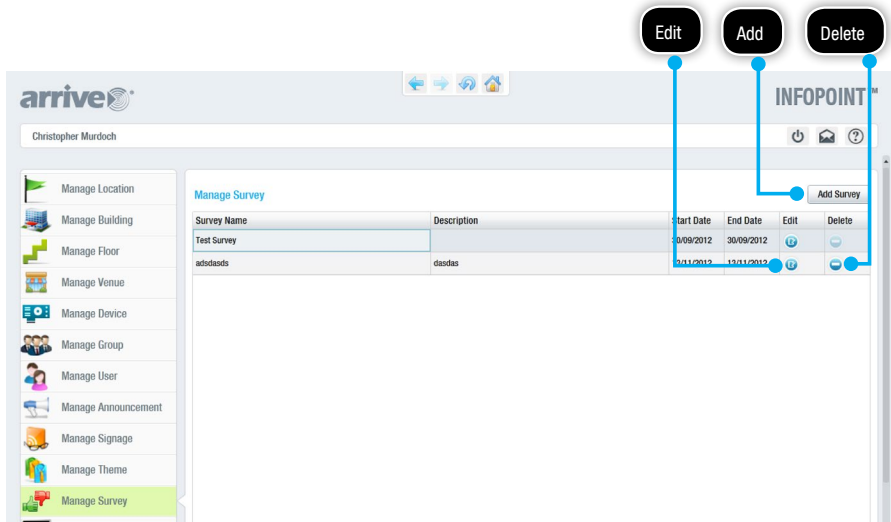 Edit Add Delete
arrive
INFOPOINT™
Christopher Murdoch
Manage Location
Manage Building
Manage Floor
Manage Venue
Manage Device
Manage Group
Manage User
Manage Announcement
Manage Signage
Manage Theme
Manage Survey
Manage Survey
Add Survey
Survey Name Description Start Date End Date Edit Delete
Test Survey 30/09/2012 30/09/2012
adsdasds dasdas